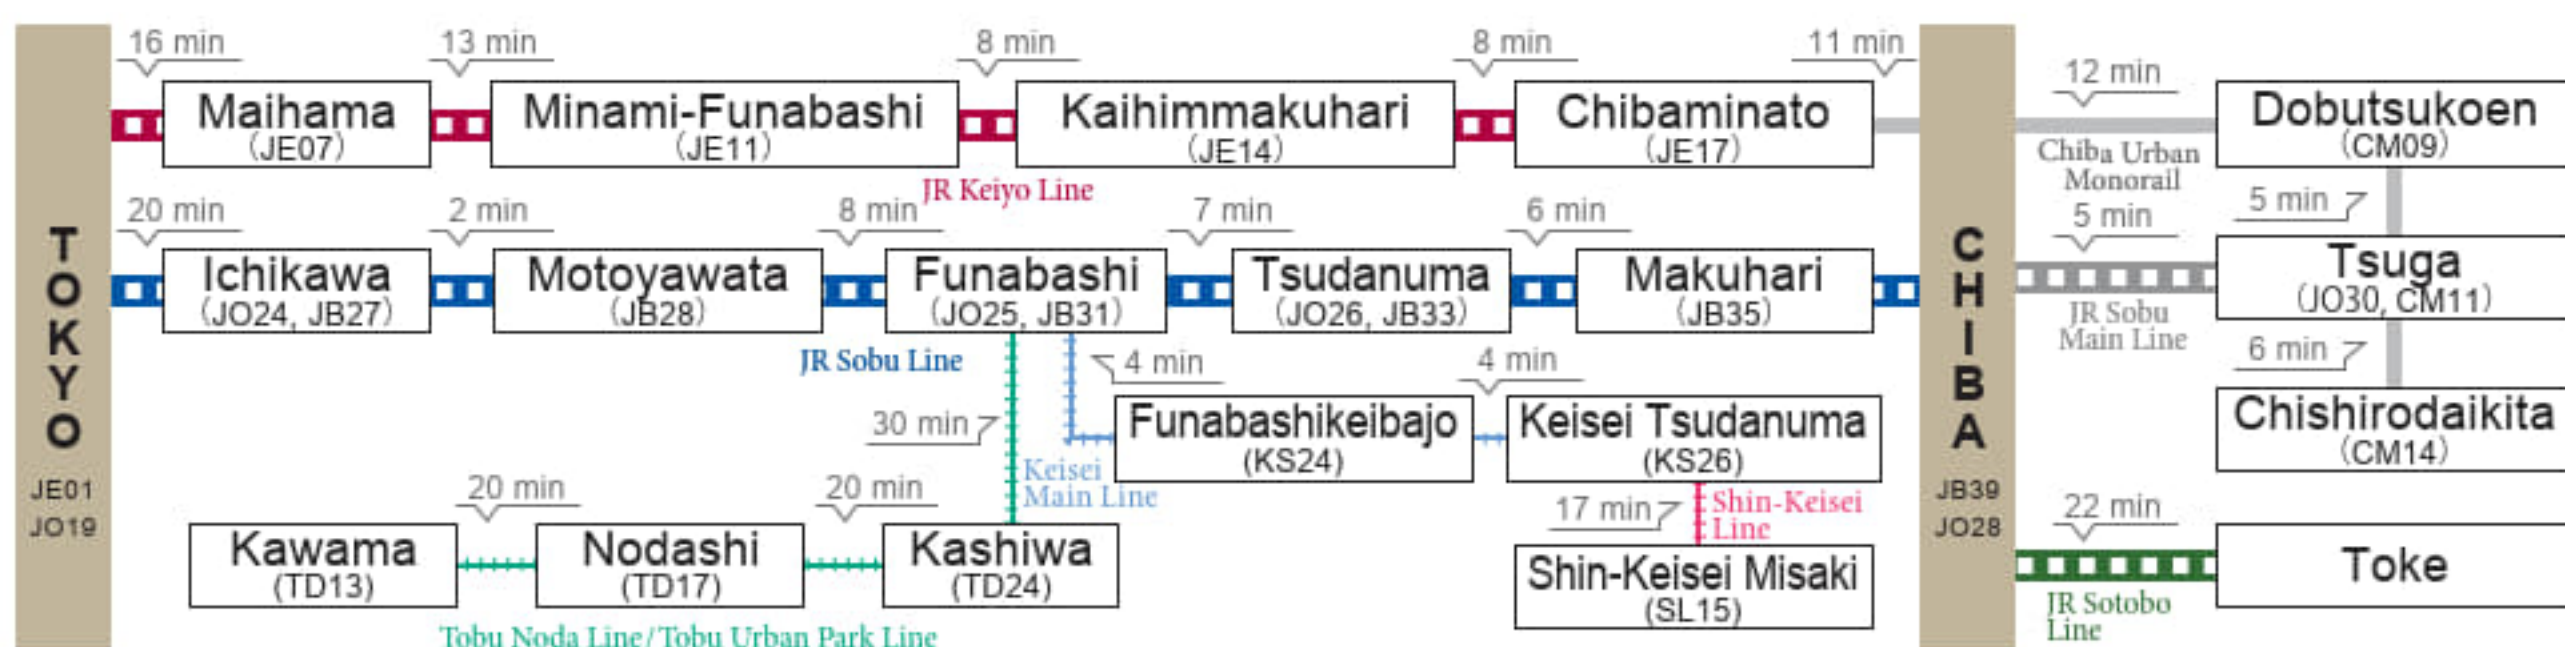 16 min
13 min
8 min
8 min
11 min
12 min
Maihama
(JE07)
Minami-Funabashi
(JE11)
Kaihimmakuhari
(JE14)
Chibaminato
(JE17)
Dobutsukoen
(CM09)
JR Keiyo Line
Chiba Urban
Monorail
20 min
2 min
8 min
7 min
6 min
5 min
5 min
TOKYO
JE01
JO19
Ichikawa
(JO24, JB27)
Motoyawata
(JB28)
Funabashi
(JO25, JB31)
Tsudanuma
(JO26, JB33)
Makuhari
(JB35)
CHIBA
JB39
JO28
Tsuga
(JO30, CM11)
JR Sobu Line
JR Sobu
Main Line
4 min
4 min
6 min
30 min
Funabashikeibajo
(KS24)
Keisei Tsudanuma
(KS26)
Chishirodaikita
(CM14)
Keisei
Main Line
20 min
20 min
17 min
Shin-Keisei
Line
22 min
Kawama
(TD13)
Nodashi
(TD17)
Kashiwa
(TD24)
Shin-Keisei Misaki
(SL15)
Toke
Tobu Noda Line/Tobu Urban Park Line
JR Sotobo
Line